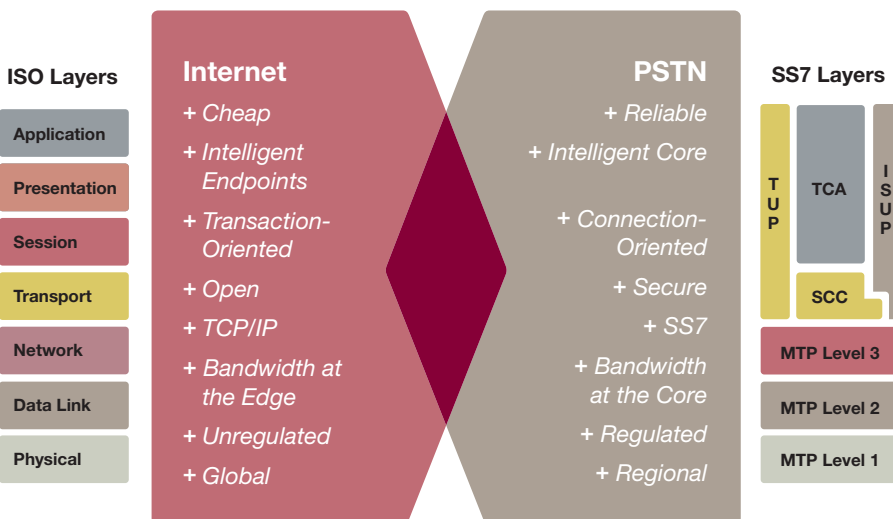 ISO Layers
Application
Presentation
Session
Transport
Network
Data Link
Physical
Internet
+ Cheap
+ Intelligent
Endpoints
+ Transaction-
Oriented
+ Open
+ TCP/IP
+ Bandwidth at
the Edge
+ Unregulated
+ Global
PSTN
+ Reliable
+ Intelligent Core
+ Connection-
Oriented
+ Secure
+ SS7
+ Bandwidth
at the Core
+ Regulated
+ Regional
SS7 Layers
T
U
P
TCA
I
S
U
P
SCC
MTP Level 3
MTP Level 2
MTP Level 1